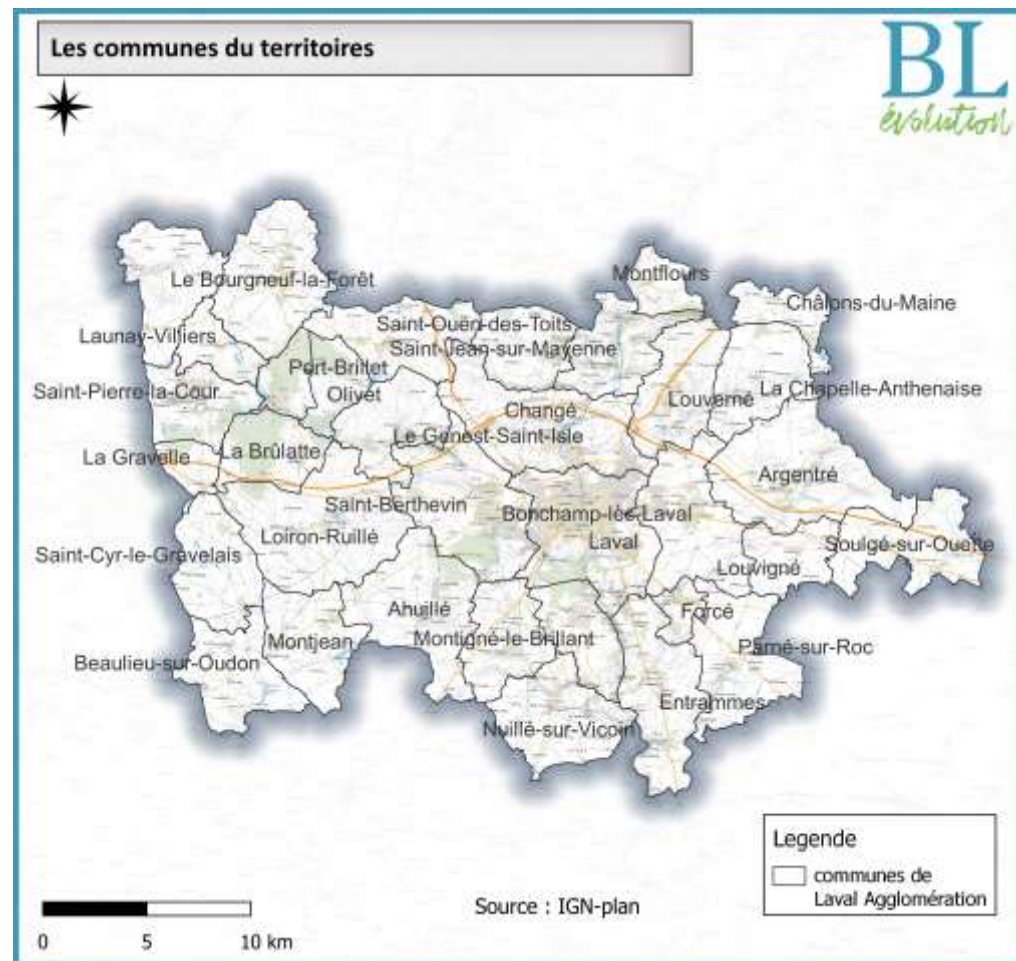 Les communes du territoires
BL
évolution
Montflours
Le Bourgneuf-la-Forêt
Châlons-du-Maine
Saint-Ouën-des-Toits
Launay-Villiers
Saint-Jean-sur-Mayenne
Port-Brillet
Saint-Pierre-la-Cour
Olivet
La Chapelle-Anthenaise
Louverné
Changé
Le Genest-Saint-Isle
La Gravelle
La Brûlatte
Argentré
Saint-Berthevin
Bonchamp-lès-Laval
Loiron-Ruillé
Laval
Soulgé-sur-Ouette
Saint-Cyr-le-Gravelais
Louvigné
Ahuillé
Forcé
Montjean
Montigné-le-Brillant
Parné-sur-Roc
Beaulieu-sur-Oudon
Entrammes
Nuillé-sur-Vicoin
Legende
communes de
Laval Agglomération
Source : IGN-plan
0 5 10 km